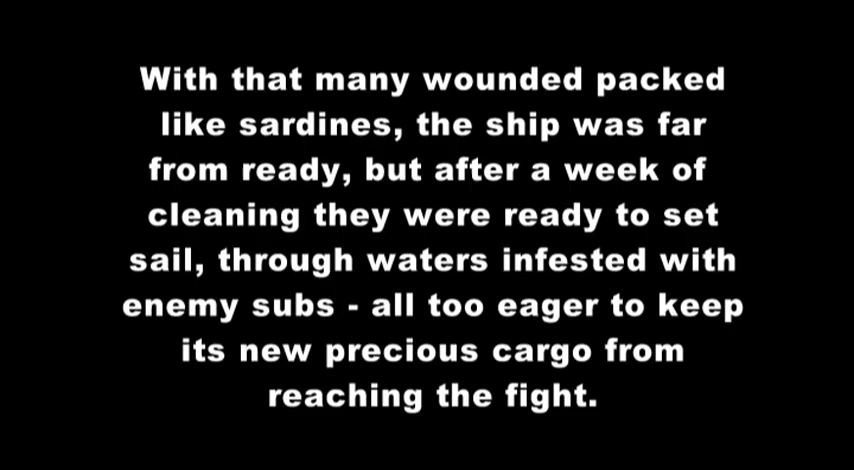 With that many wounded packed
like sardines, the ship was far
from ready, but after a week of
cleaning they were ready to set
sail, through waters infested with
enemy subs - all too eager to keep
its new precious cargo from
reaching the fight.